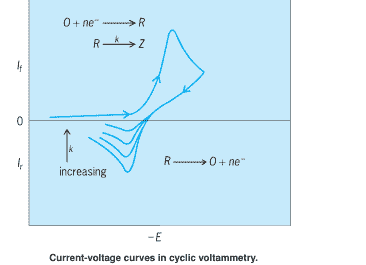 O + ne⁻ ⟶ R
R ⟶ Z
k
I_f
0
k
increasing
I_r
R ⟶ O + ne⁻
−E
Current-voltage curves in cyclic voltammetry.